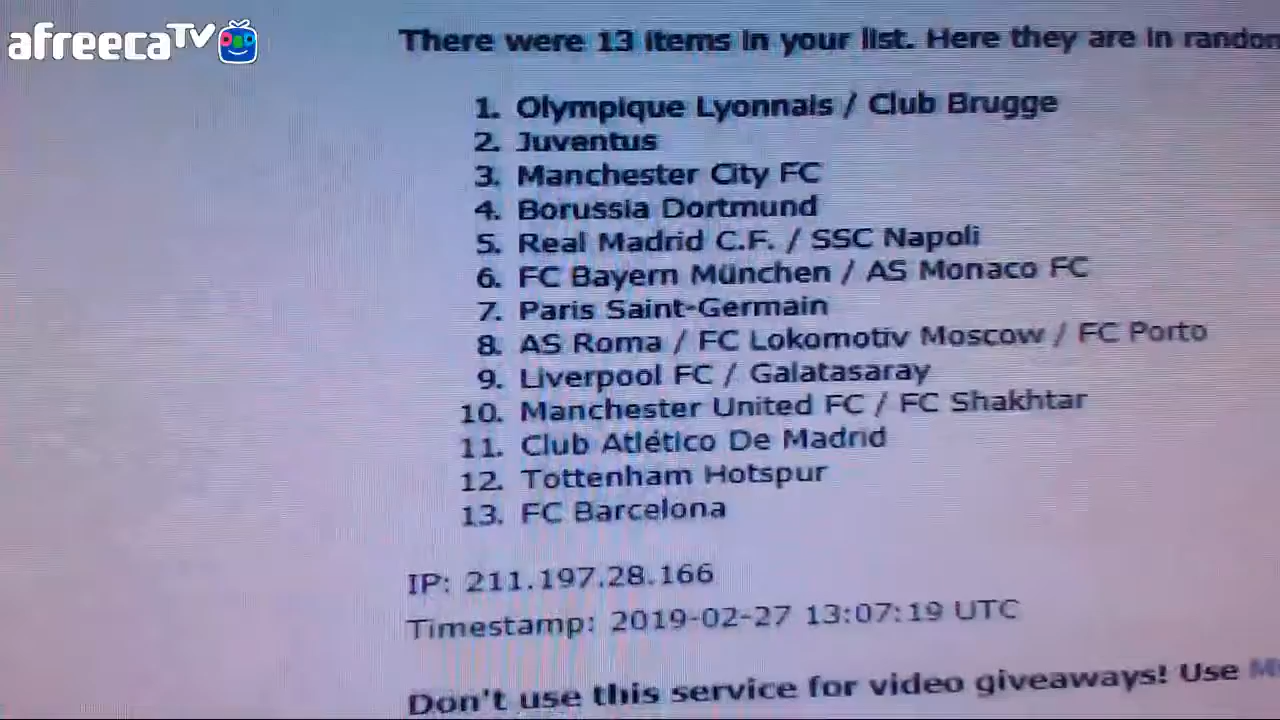 afreecaTV
There were 13 items in your list. Here they are in random
1. Olympique Lyonnais / Club Brugge
2. Juventus
3. Manchester City FC
4. Borussia Dortmund
5. Real Madrid C.F. / SSC Napoli
6. FC Bayern München / AS Monaco FC
7. Paris Saint-Germain
8. AS Roma / FC Lokomotiv Moscow / FC Porto
9. Liverpool FC / Galatasaray
10. Manchester United FC / FC Shakhtar
11. Club Atlético De Madrid
12. Tottenham Hotspur
13. FC Barcelona
IP: 211.197.28.166
Timestamp: 2019-02-27 13:07:19 UTC
Don't use this service for video giveaways! Use